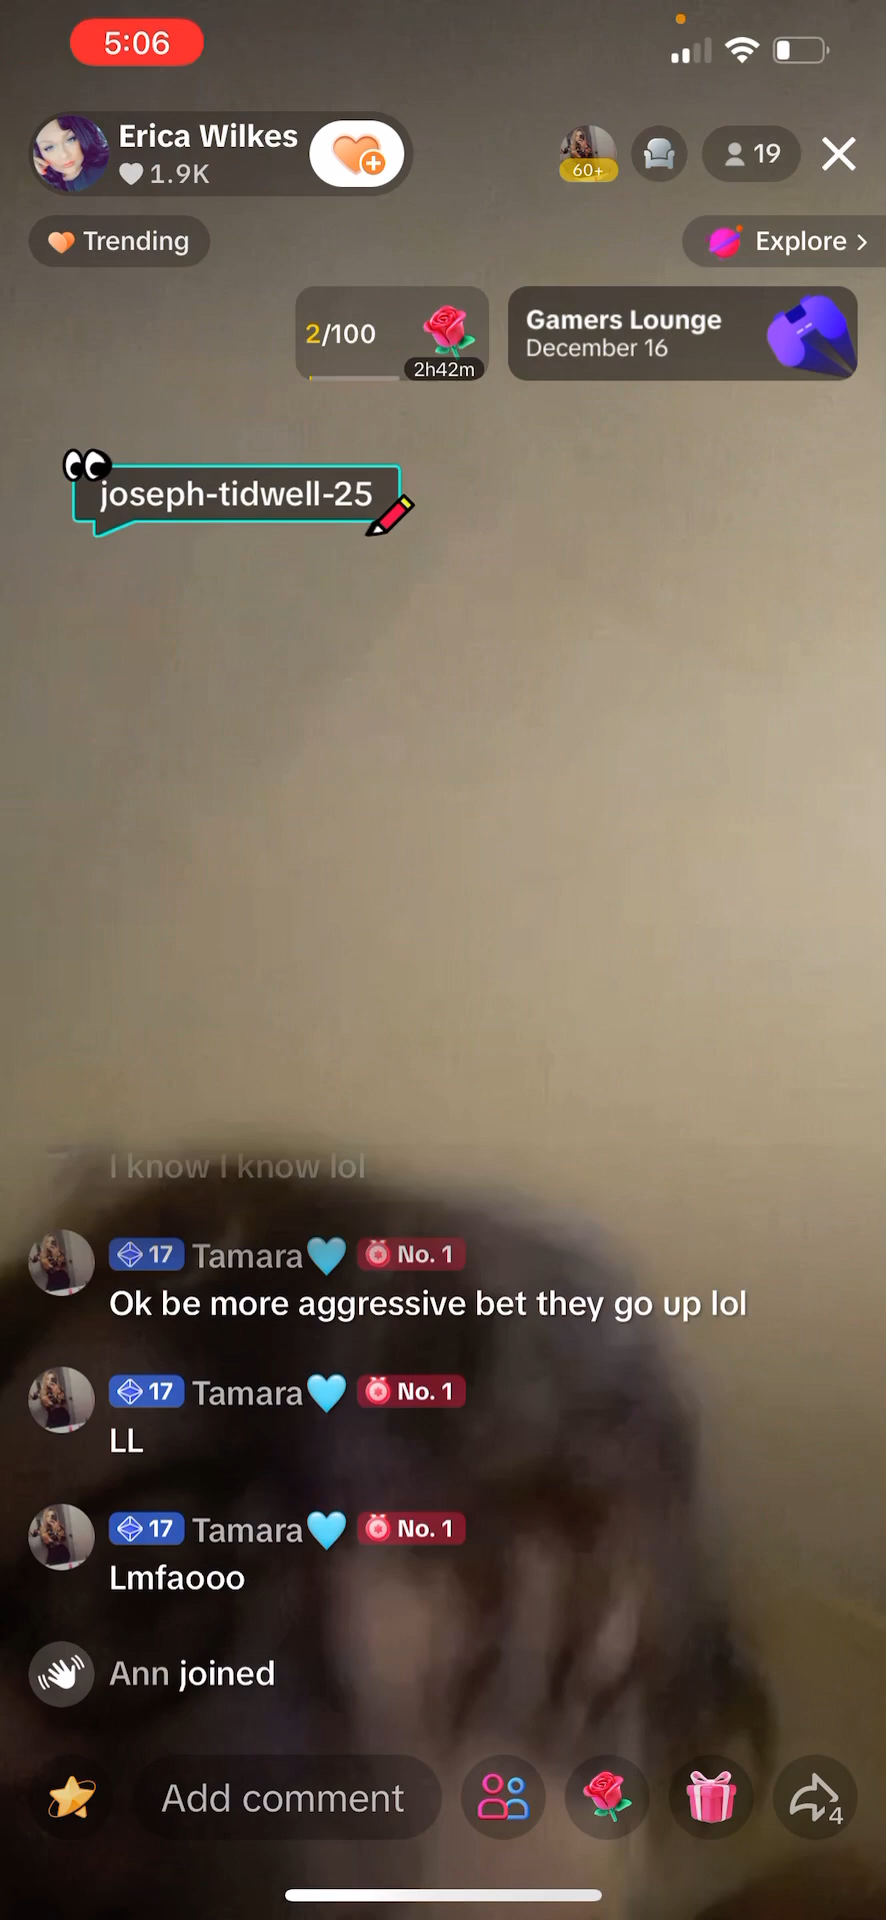 5:06
Erica Wilkes
1.9K
60+
19
Trending
Explore >
2/100
2h42m
Gamers Lounge
December 16
joseph-tidwell-25
I know I know lol
17 Tamara🩵 No. 1
Ok be more aggressive bet they go up lol
17 Tamara🩵 No. 1
LL
17 Tamara🩵 No. 1
Lmfaooo
Ann joined
Add comment
4